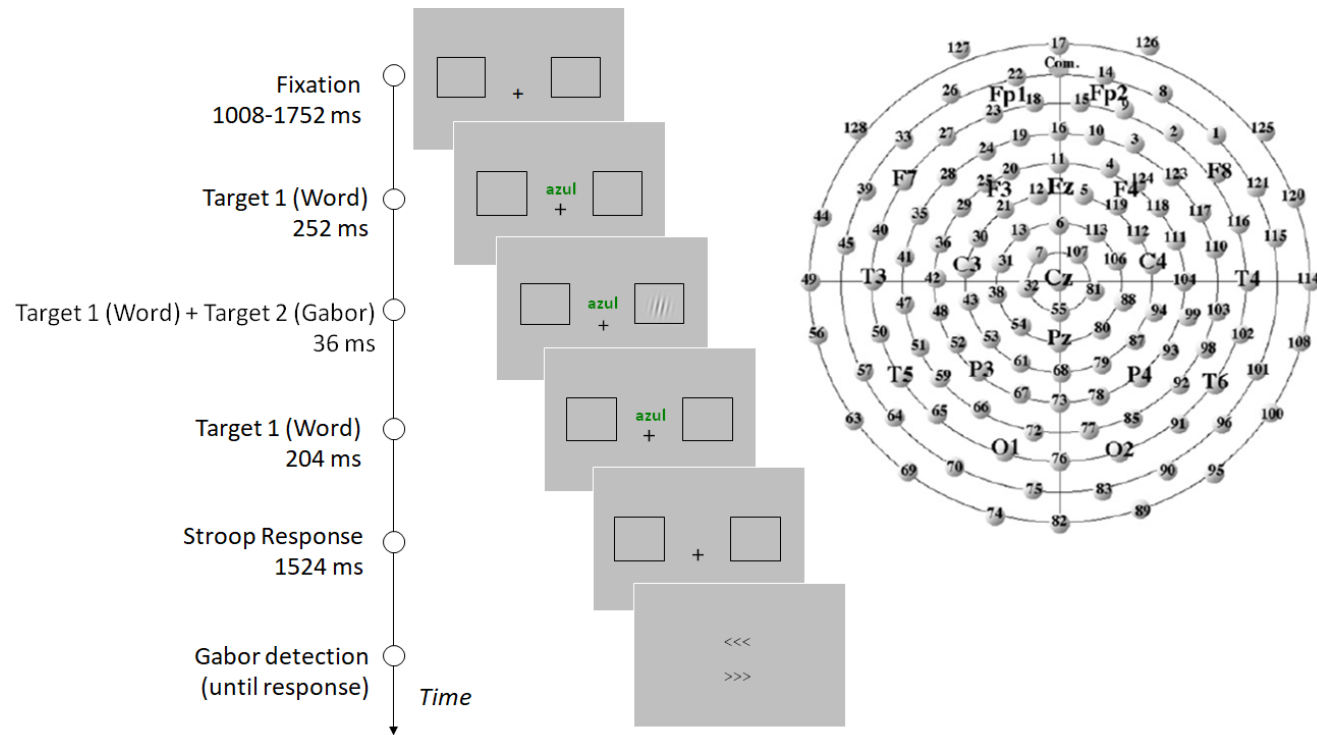 Fixation
1008-1752 ms
+
Target 1 (Word)
252 ms
azul
+
Target 1 (Word) + Target 2 (Gabor)
36 ms
azul
+
Target 1 (Word)
204 ms
azul
+
Stroop Response
1524 ms
+
Gabor detection
(until response)
<<<
>>>
Time
127 17 126
Com.
22 14
26 Fp1 Fp2 8
18 15 9
23
128 33 27 19 16 10 3 2 1 125
24
11 4
20 123
39 F7 28 25 F3 12 Fz 5 F4 124 F8 121 120
44 35 29 21 119 118 117 116
45 40 36 30 13 6 113 112 111 110 115
41 C3 31 7 107 106 C4
49 T3 42 Cz 104 T4 114
43 38 32 55 81 88
47 48 54 80 94 99 103
56 50 53 Pz 87 93 102 108
51 52 61 68 79 98
57 T5 59 P3 67 73 78 P4 92 T6 101
63 64 65 66 72 77 85 91 96 100
O1 76 O2
69 70 75 83 90 95
74 82 89